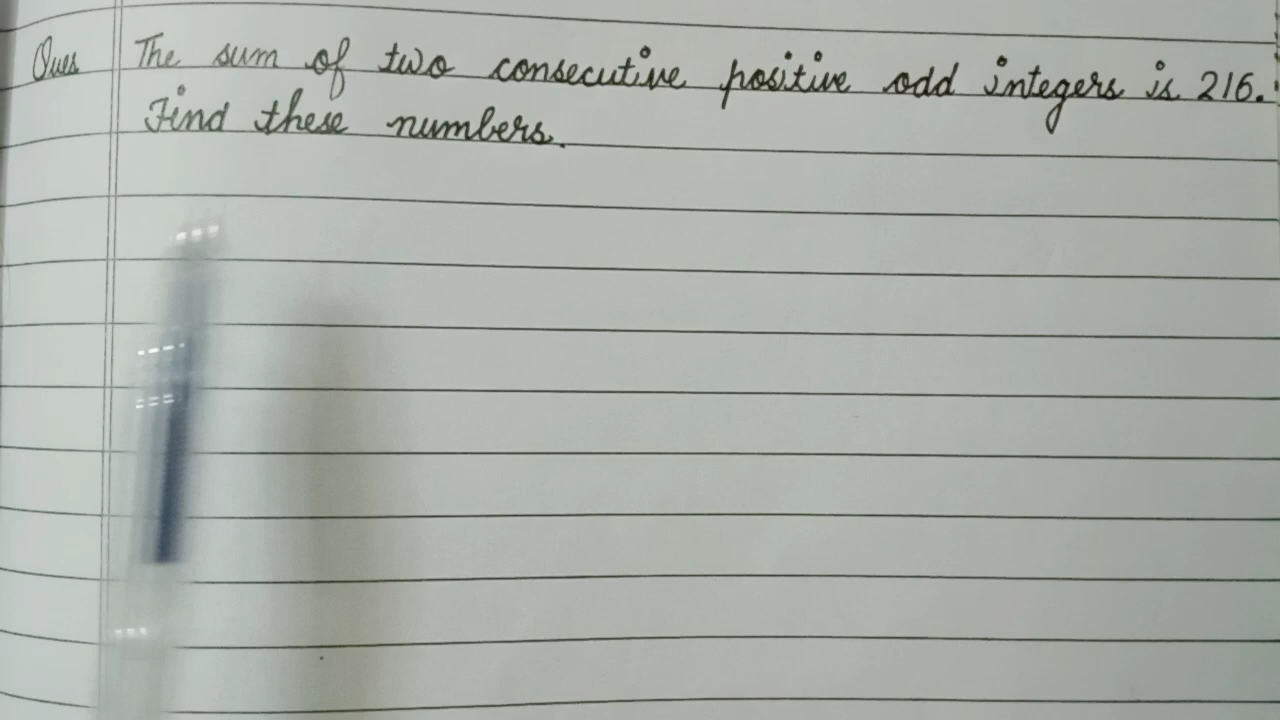 Ques The sum of two consecutive positive odd integers is 216.
Find these numbers.